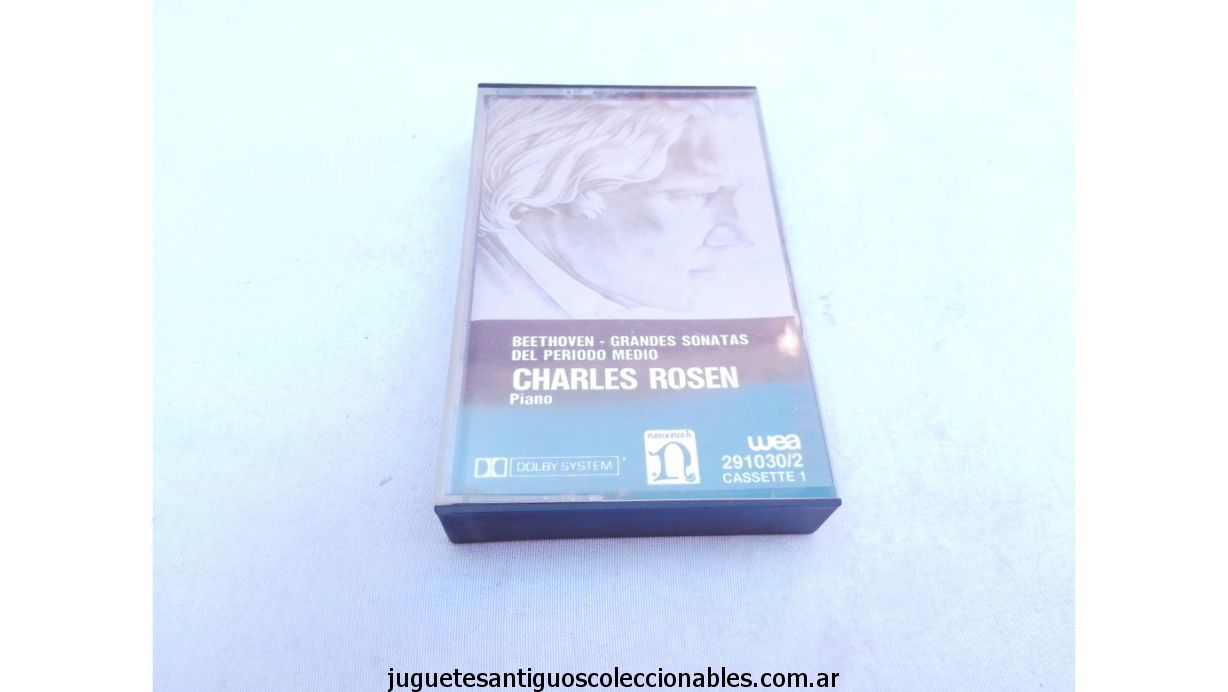 BEETHOVEN - GRANDES SONATAS
DEL PERIODO MEDIO
CHARLES ROSEN
Piano
DOLBY SYSTEM
nonesuch
wea
291030/2
CASSETTE 1
juguetesantiguoscoleccionables.com.ar